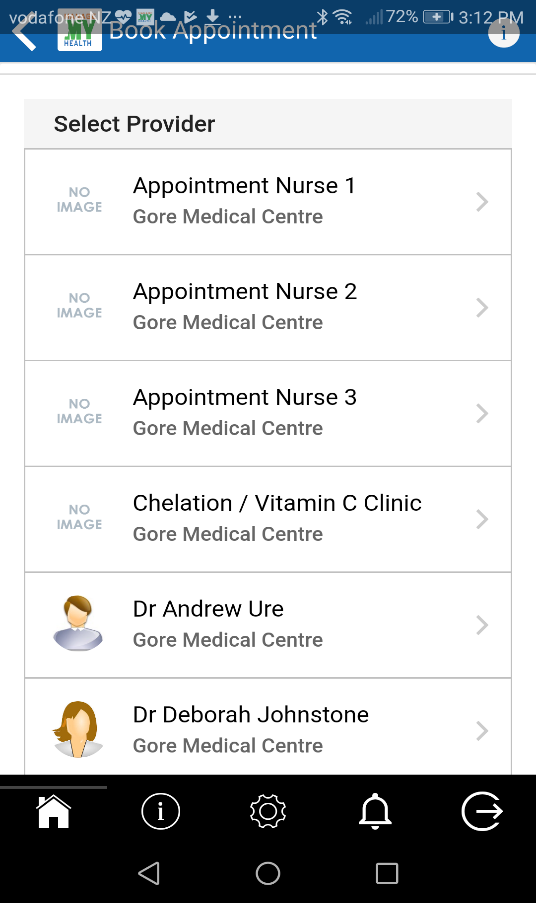 vodafone NZ ... 72% 3:12 PM
MY HEALTH Book Appointment i
Select Provider
NO IMAGE
Appointment Nurse 1
Gore Medical Centre
NO IMAGE
Appointment Nurse 2
Gore Medical Centre
NO IMAGE
Appointment Nurse 3
Gore Medical Centre
NO IMAGE
Chelation / Vitamin C Clinic
Gore Medical Centre
Dr Andrew Ure
Gore Medical Centre
Dr Deborah Johnstone
Gore Medical Centre
i